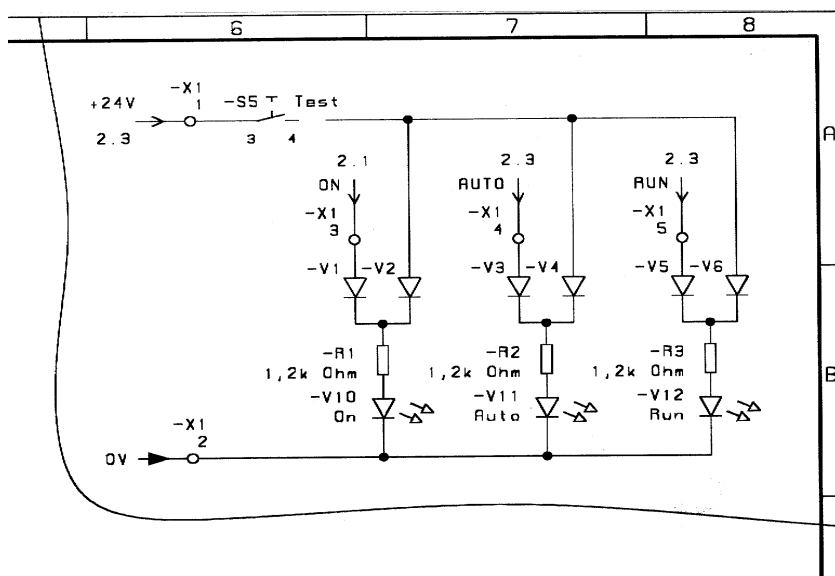 6 7 8
-X1
+24V 1 -S5 Test
2.3 3 4
A
2.1 2.3 2.3
ON AUTO RUN
-X1 -X1 -X1
3 4 5
-V1 -V2 -V3 -V4 -V5 -V6
-R1 -R2 -R3
1,2k Ohm 1,2k Ohm 1,2k Ohm
B
-V10 -V11 -V12
On Auto Run
-X1
2
0V